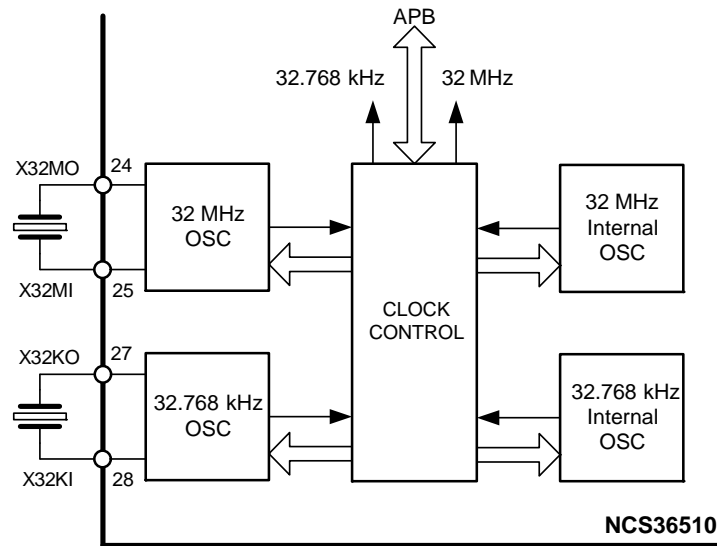 APB
32.768 kHz
32 MHz
X32MO
24
32 MHz
OSC
X32MI
25
32 MHz
Internal
OSC
CLOCK
CONTROL
X32KO
27
32.768 kHz
OSC
X32KI
28
32.768 kHz
Internal
OSC
NCS36510